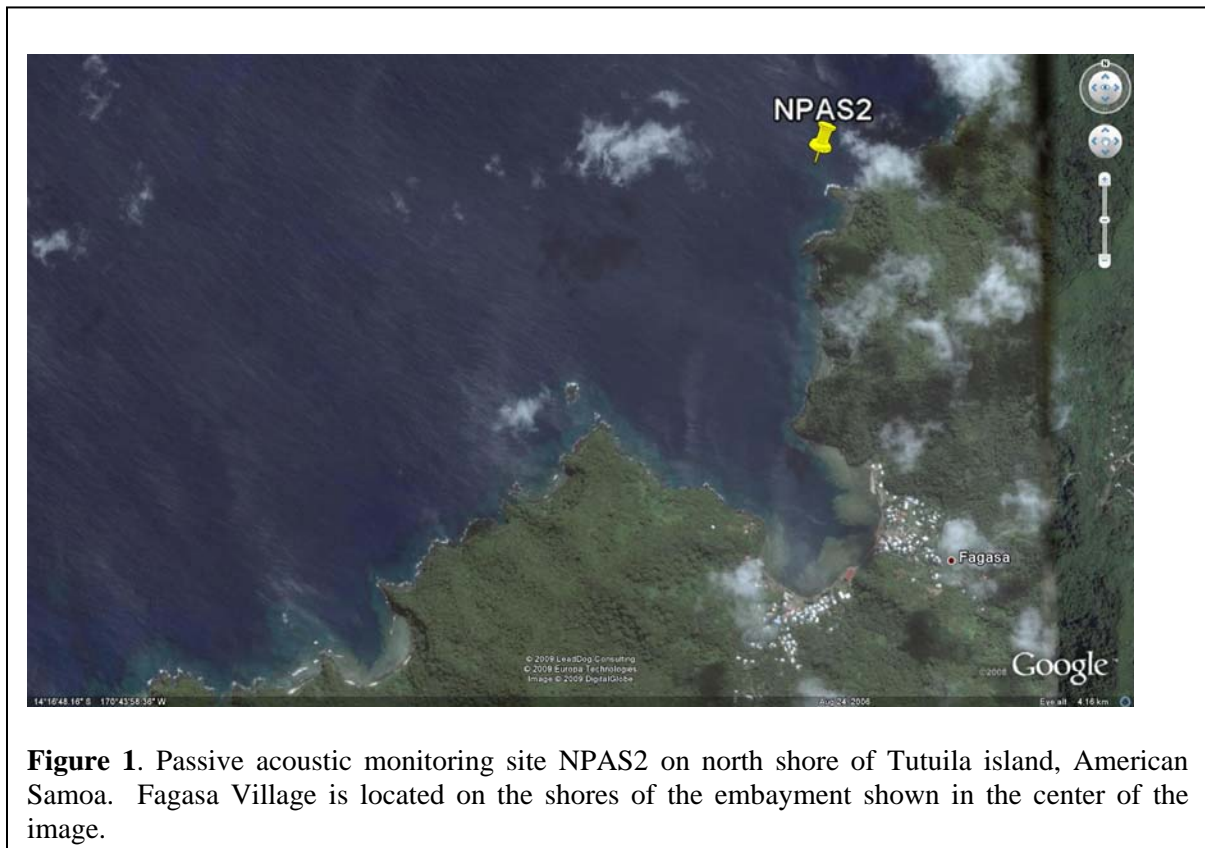 NPAS2
N
Fagasa
© 2009 LeadDog Consulting
© 2009 Europa Technologies
Image © 2009 DigitalGlobe
© 2008 Google
14°16'48.16" S 170°43'58.36" W
Aug 24, 2006
Eye alt 4.16 km
Figure 1. Passive acoustic monitoring site NPAS2 on north shore of Tutuila island, American
Samoa. Fagasa Village is located on the shores of the embayment shown in the center of the
image.